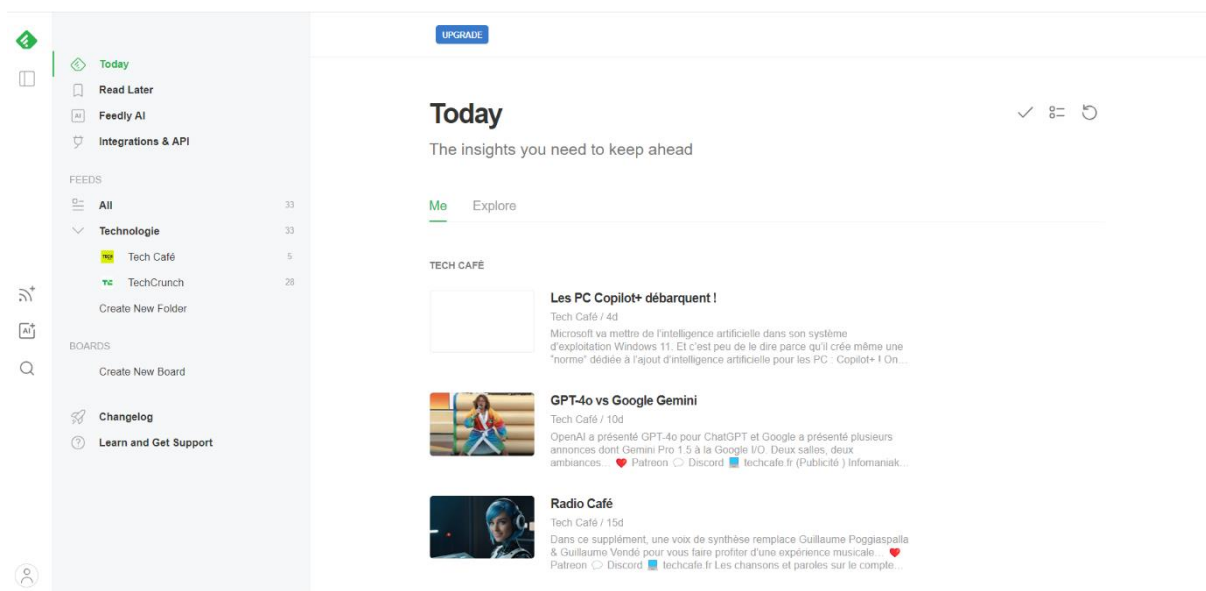 UPGRADE
Today
Read Later
AI Feedly AI
Integrations & API
FEEDS
All 33
Technologie 33
Tech Café 5
TechCrunch 28
Create New Folder
BOARDS
Create New Board
Changelog
Learn and Get Support
AI
Today
The insights you need to keep ahead
Me Explore
TECH CAFÉ
Les PC Copilot+ débarquent !
Tech Café / 4d
Microsoft va mettre de l'intelligence artificielle dans son système
d'exploitation Windows 11. Et c'est peu de le dire parce qu'il crée même une
"norme" dédiée à l'ajout d'intelligence artificielle pour les PC : Copilot+ ! On...
GPT-4o vs Google Gemini
Tech Café / 10d
OpenAI a présenté GPT-4o pour ChatGPT et Google a présenté plusieurs
annonces dont Gemini Pro 1.5 à la Google I/O. Deux salles, deux
ambiances... ❤️ Patreon 💬 Discord 💻 techcafe.fr (Publicité ) Infomaniak...
Radio Café
Tech Café / 15d
Dans ce supplément, une voix de synthèse remplace Guillaume Poggiaspalla
& Guillaume Vendé pour vous faire profiter d'une expérience musicale... ❤️
Patreon 💬 Discord 💻 techcafe.fr Les chansons et paroles sur le compte...